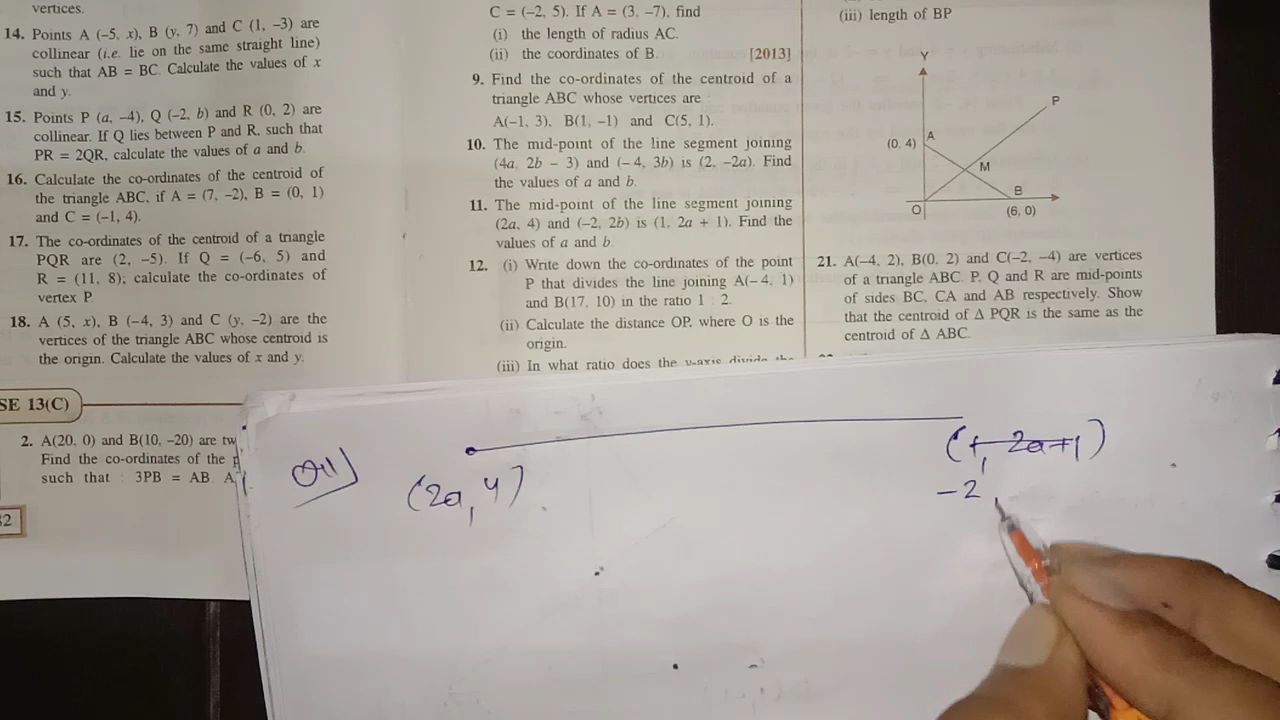 vertices.
14. Points A (–5, x), B (y, 7) and C (1, –3) are
collinear (i.e. lie on the same straight line)
such that AB = BC. Calculate the values of x
and y.
15. Points P (a, –4), Q (–2, b) and R (0, 2) are
collinear. If Q lies between P and R, such that
PR = 2QR, calculate the values of a and b.
16. Calculate the co-ordinates of the centroid of
the triangle ABC, if A = (7, –2), B = (0, 1)
and C = (–1, 4).
17. The co-ordinates of the centroid of a triangle
PQR are (2, –5). If Q = (–6, 5) and
R = (11, 8); calculate the co-ordinates of
vertex P
18. A (5, x), B (–4, 3) and C (y, –2) are the
vertices of the triangle ABC whose centroid is
the origin. Calculate the values of x and y.
SE 13(C)
2. A(20, 0) and B(10, –20) are tw
Find the co-ordinates of the p
such that : 3PB = AB. A
32
C = (–2, 5). If A = (3, –7), find
(i) the length of radius AC.
(ii) the coordinates of B. [2013]
9. Find the co-ordinates of the centroid of a
triangle ABC whose vertices are :
A(–1, 3), B(1, –1) and C(5, 1).
10. The mid-point of the line segment joining
(4a, 2b – 3) and (–4, 3b) is (2, –2a). Find
the values of a and b.
11. The mid-point of the line segment joining
(2a, 4) and (–2, 2b) is (1, 2a + 1). Find the
values of a and b.
12. (i) Write down the co-ordinates of the point
P that divides the line joining A(–4, 1)
and B(17, 10) in the ratio 1 : 2.
(ii) Calculate the distance OP, where O is the
origin.
(iii) In what ratio does the y-axis divide the
(iii) length of BP
Y
P
A
(0, 4)
M
B
O
(6, 0)
21. A(–4, 2), B(0, 2) and C(–2, –4) are vertices
of a triangle ABC. P, Q and R are mid-points
of sides BC, CA and AB respectively. Show
that the centroid of Δ PQR is the same as the
centroid of Δ ABC.
Q11)
(2a, 4)
(1, 2a+1)
-2,